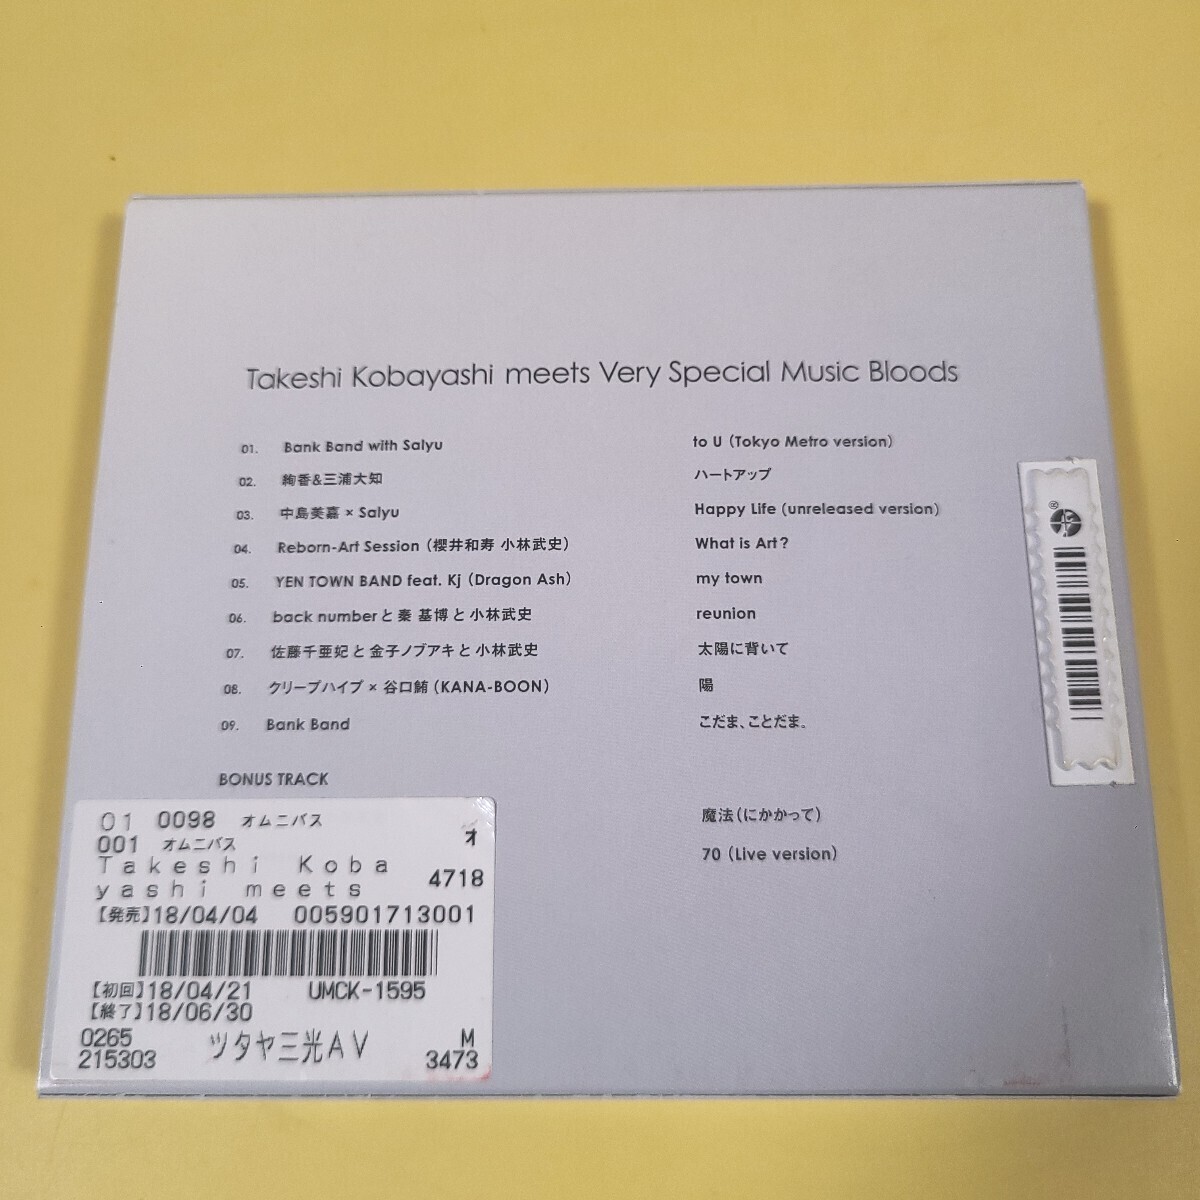 Takeshi Kobayashi meets Very Special Music Bloods
01. Bank Band with Salyu to U (Tokyo Metro version)
02. 絢香&三浦大知 ハートアップ
03. 中島美嘉 × Salyu Happy Life (unreleased version)
04. Reborn-Art Session (櫻井和寿 小林武史) What is Art?
05. YEN TOWN BAND feat. Kj (Dragon Ash) my town
06. back numberと秦 基博と小林武史 reunion
07. 佐藤千亜妃と金子ノブアキと小林武史 太陽に背いて
08. クリープハイプ × 谷口鮪 (KANA-BOON) 陽
09. Bank Band こだま、ことだま。
BONUS TRACK
魔法(にかかって)
70 (Live version)
01 0098 オムニバス オ
001 オムニバス
Takeshi Koba
yashi meets 4718
【発売】18/04/04 005901713001
【初回】18/04/21 UMCK-1595
【終了】18/06/30
0265 ツタヤ三光AV M
215303 3473
®